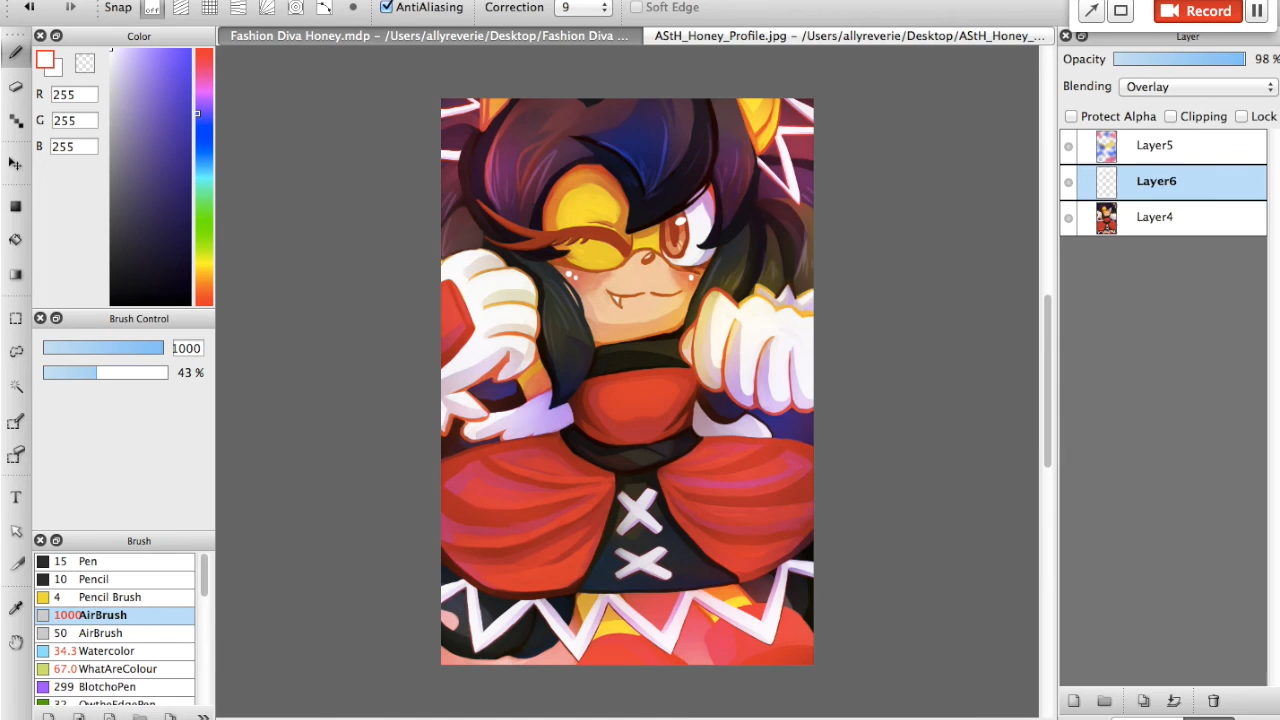 Snap off AntiAliasing Correction 9 Soft Edge
Record
Color
Fashion Diva Honey.mdp – /Users/allyreverie/Desktop/Fashion Diva ...
AStH_Honey_Profile.jpg – /Users/allyreverie/Desktop/AStH_Honey_...
Layer
R 255
G 255
B 255
Brush Control
1000
43 %
Brush
15 Pen
10 Pencil
4 Pencil Brush
1000 AirBrush
50 AirBrush
34.3 Watercolor
67.0 WhatAreColour
299 BlotchoPen
32 OwtheEdgePen
T
Opacity 98 %
Blending Overlay
Protect Alpha Clipping Lock
Layer5
Layer6
Layer4